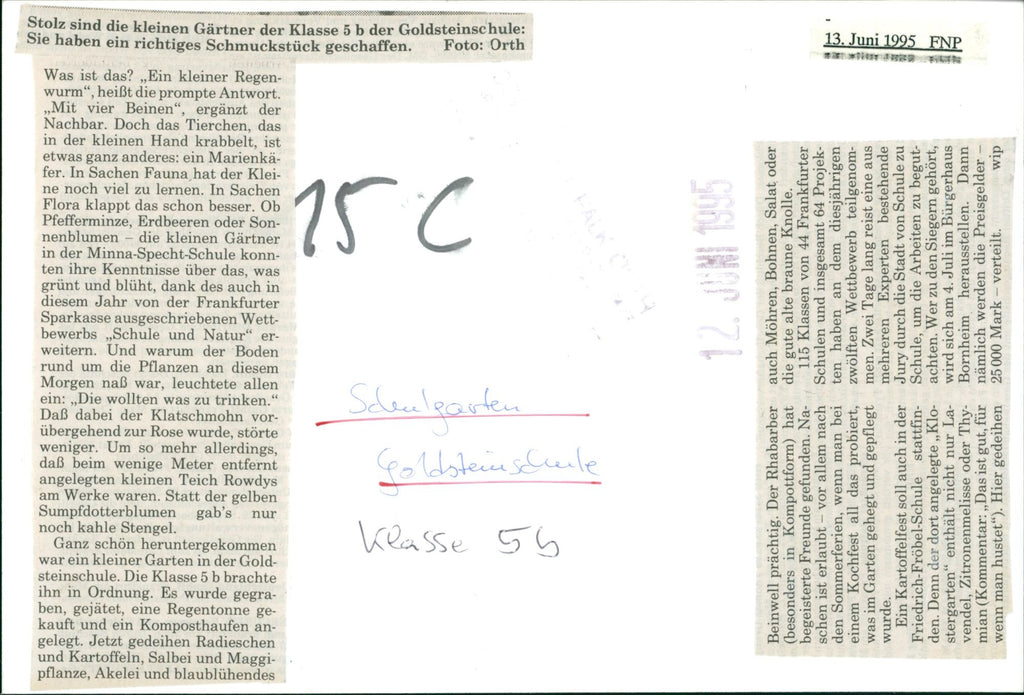 Stolz sind die kleinen Gärtner der Klasse 5 b der Goldsteinschule:
Sie haben ein richtiges Schmuckstück geschaffen. Foto: Orth
13. Juni 1995 FNP
Was ist das? „Ein kleiner Regen-
wurm“, heißt die prompte Antwort.
„Mit vier Beinen“, ergänzt der
Nachbar. Doch das Tierchen, das
in der kleinen Hand krabbelt, ist
etwas ganz anderes: ein Marienkä-
fer. In Sachen Fauna hat der Klei-
ne noch viel zu lernen. In Sachen
Flora klappt das schon besser. Ob
Pfefferminze, Erdbeeren oder Son-
nenblumen – die kleinen Gärtner
in der Minna-Specht-Schule konn-
ten ihre Kenntnisse über das, was
grünt und blüht, dank des auch in
diesem Jahr von der Frankfurter
Sparkasse ausgeschriebenen Wett-
bewerbs „Schule und Natur“ er-
weitern. Und warum der Boden
rund um die Pflanzen an diesem
Morgen naß war, leuchtete allen
ein: „Die wollten was zu trinken.“
Daß dabei der Klatschmohn vor-
übergehend zur Rose wurde, störte
weniger. Um so mehr allerdings,
daß beim wenige Meter entfernt
angelegten kleinen Teich Rowdys
am Werke waren. Statt der gelben
Sumpfdotterblumen gab's nur
noch kahle Stengel.
Ganz schön heruntergekommen
war ein kleiner Garten in der Gold-
steinschule. Die Klasse 5 b brachte
ihn in Ordnung. Es wurde gegra-
ben, gejätet, eine Regentonne ge-
kauft und ein Komposthaufen an-
gelegt. Jetzt gedeihen Radieschen
und Kartoffeln, Salbei und Maggi-
pflanze, Akelei und blaublühendes
15 C
12. JUNI 1995
Schulgarten
Goldsteinschule
Klasse 5b
Beinwell prächtig. Der Rhabarber
(besonders in Kompottform) hat
begeisterte Freunde gefunden. Na-
schen ist erlaubt – vor allem nach
den Sommerferien, wenn man bei
einem Kochfest all das probiert,
was im Garten gehegt und gepflegt
wurde.
Ein Kartoffelfest soll auch in der
Friedrich-Fröbel-Schule stattfin-
den. Denn der dort angelegte „Klo-
stergarten“ enthält nicht nur La-
vendel, Zitronenmelisse oder Thy-
mian (Kommentar: „Das ist gut, für
wenn man hustet“). Hier gedeihen
auch Möhren, Bohnen, Salat oder
die gute alte braune Knolle.
115 Klassen von 44 Frankfurter
Schulen und insgesamt 64 Projek-
ten haben an dem diesjährigen
zwölften Wettbewerb teilgenom-
men. Zwei Tage lang reist eine aus
mehreren Experten bestehende
Jury durch die Stadt von Schule zu
Schule, um die Arbeiten zu begut-
achten. Wer zu den Siegern gehört,
wird sich am 4. Juli im Bürgerhaus
Bornheim herausstellen. Dann
nämlich werden die Preisgelder –
25 000 Mark – verteilt. wip